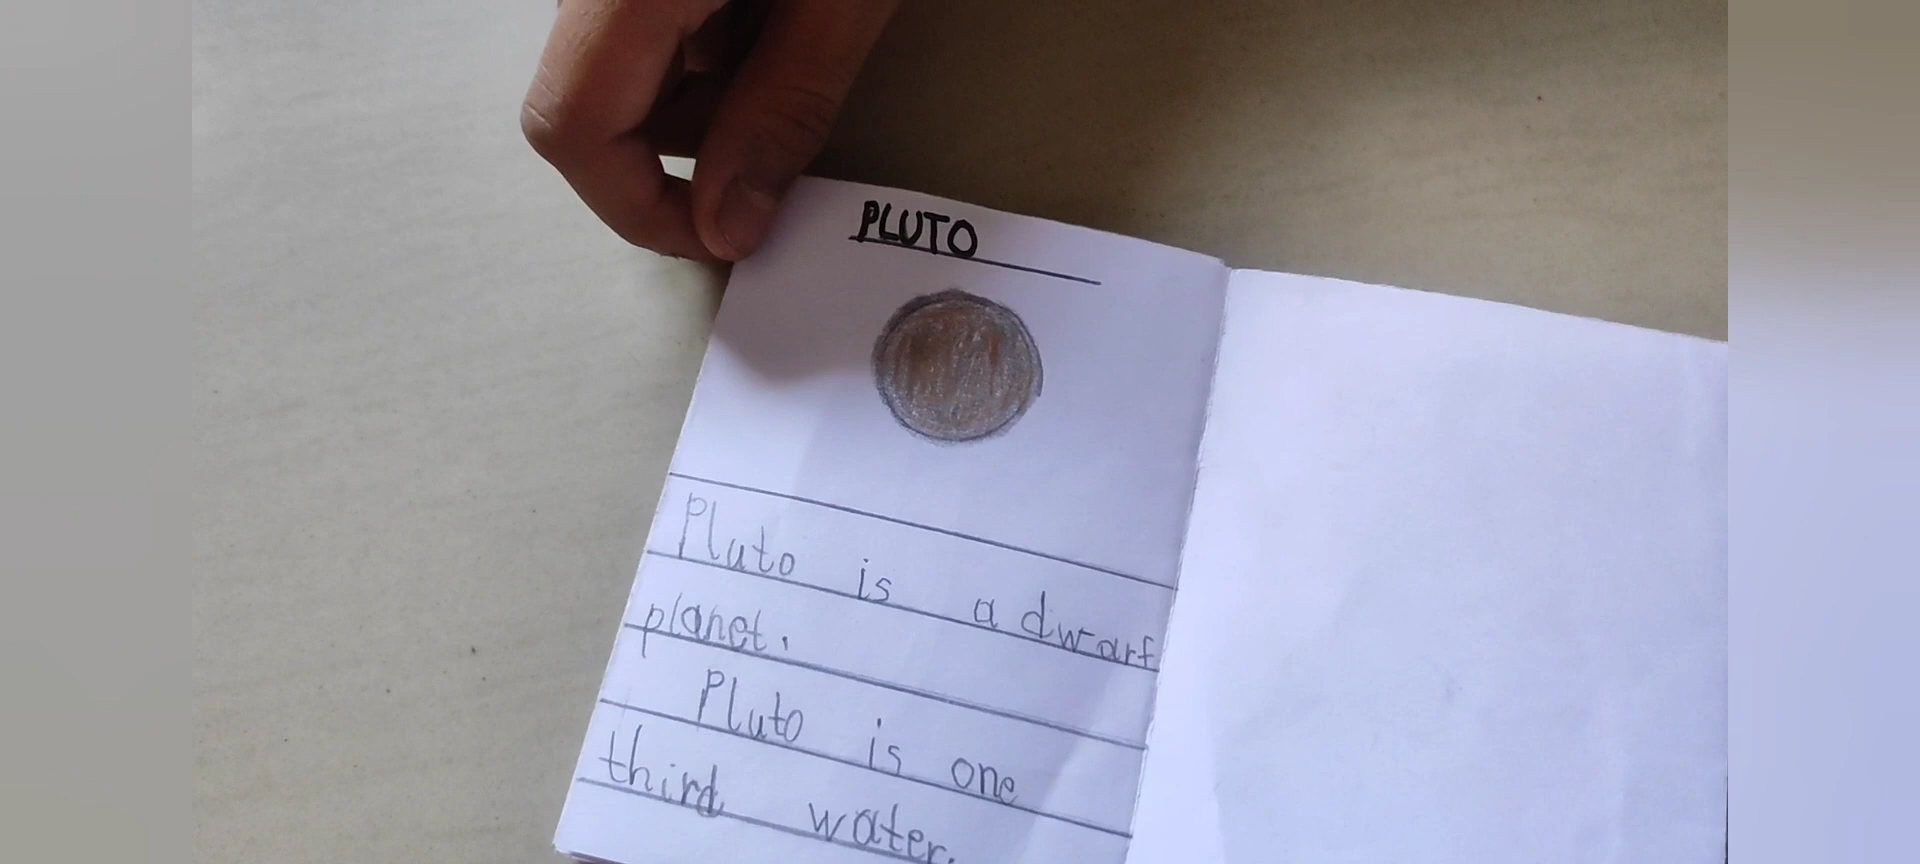 PLUTO
Pluto is a dwarf
planet.
Pluto is one
third water.